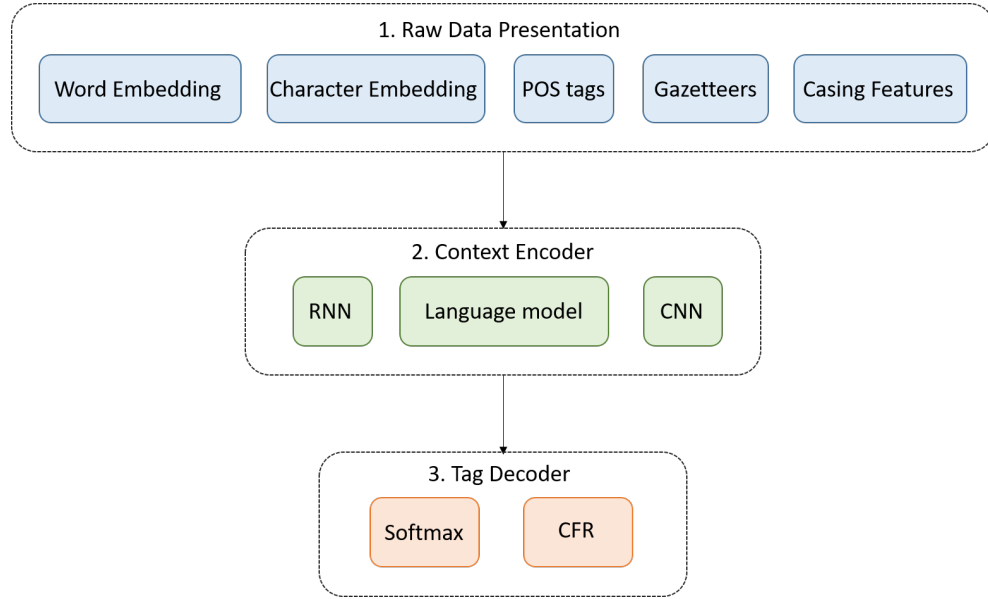 1. Raw Data Presentation
Word Embedding
Character Embedding
POS tags
Gazetteers
Casing Features
2. Context Encoder
RNN
Language model
CNN
3. Tag Decoder
Softmax
CFR